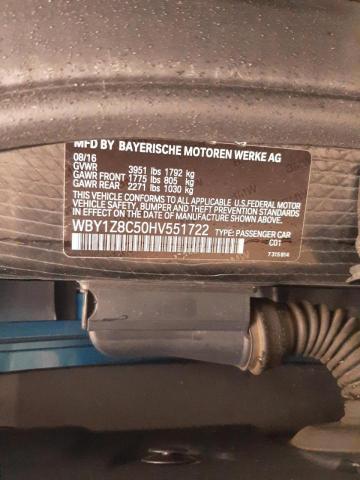 MFD BY BAYERISCHE MOTOREN WERKE AG
08/16
GVWR 3951 lbs 1792 kg
GAWR FRONT 1775 lbs 805 kg
GAWR REAR 2271 lbs 1030 kg
THIS VEHICLE CONFORMS TO ALL APPLICABLE U.S. FEDERAL MOTOR
VEHICLE SAFETY, BUMPER AND THEFT PREVENTION STANDARDS
IN EFFECT ON THE DATE OF MANUFACTURE SHOWN ABOVE.
WBY1Z8C50HV551722 TYPE: PASSENGER CAR
C01
7315814